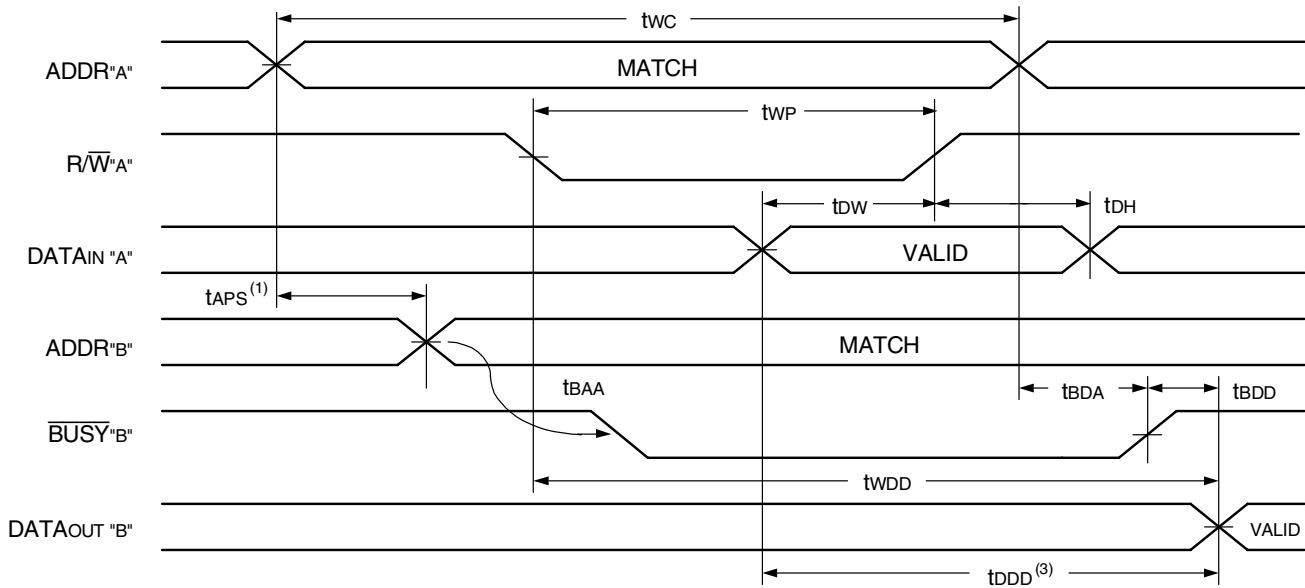 tWC
ADDR"A" MATCH
tWP
R/W̅"A"
tDW tDH
DATAIN "A" VALID
tAPS(1)
ADDR"B" MATCH
tBAA tBDA tBDD
B̅U̅S̅Y̅"B"
tWDD
DATAOUT "B" VALID
tDDD(3)